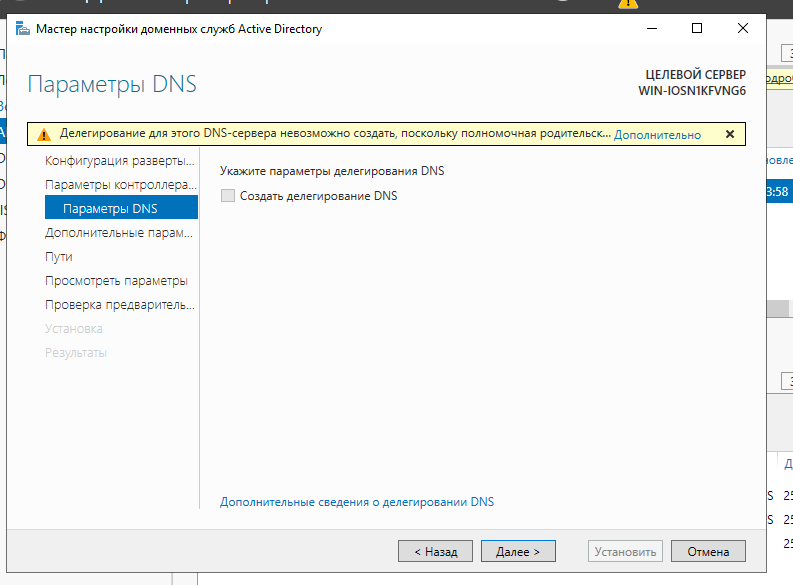 Мастер настройки доменных служб Active Directory
Параметры DNS
ЦЕЛЕВОЙ СЕРВЕР
WIN-IOSN1KFVNG6
Делегирование для этого DNS-сервера невозможно создать, поскольку полномочная родительск... Дополнительно
Конфигурация разверты...
Параметры контроллера...
Параметры DNS
Дополнительные парам...
Пути
Просмотреть параметры
Проверка предваритель...
Установка
Результаты
Укажите параметры делегирования DNS
Создать делегирование DNS
Дополнительные сведения о делегировании DNS
< Назад
Далее >
Установить
Отмена
3:58